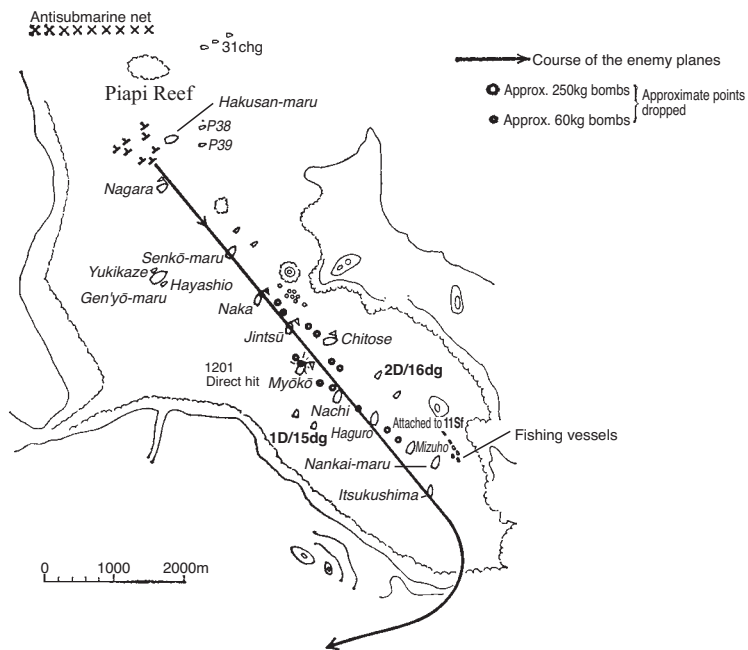 Antisubmarine net
31chg
Course of the enemy planes
Piapi Reef
Approx. 250kg bombs
Approx. 60kg bombs
Approximate points
dropped
Hakusan-maru
P38
P39
Nagara
Senkō-maru
Yukikaze
Hayashio
Gen'yō-maru
Naka
Jintsū
Chitose
1201
Direct hit
Myōkō
2D/16dg
Nachi
Haguro
Attached to 11Sf
1D/15dg
Mizuho
Fishing vessels
Nankai-maru
Itsukushima
0 1000 2000m